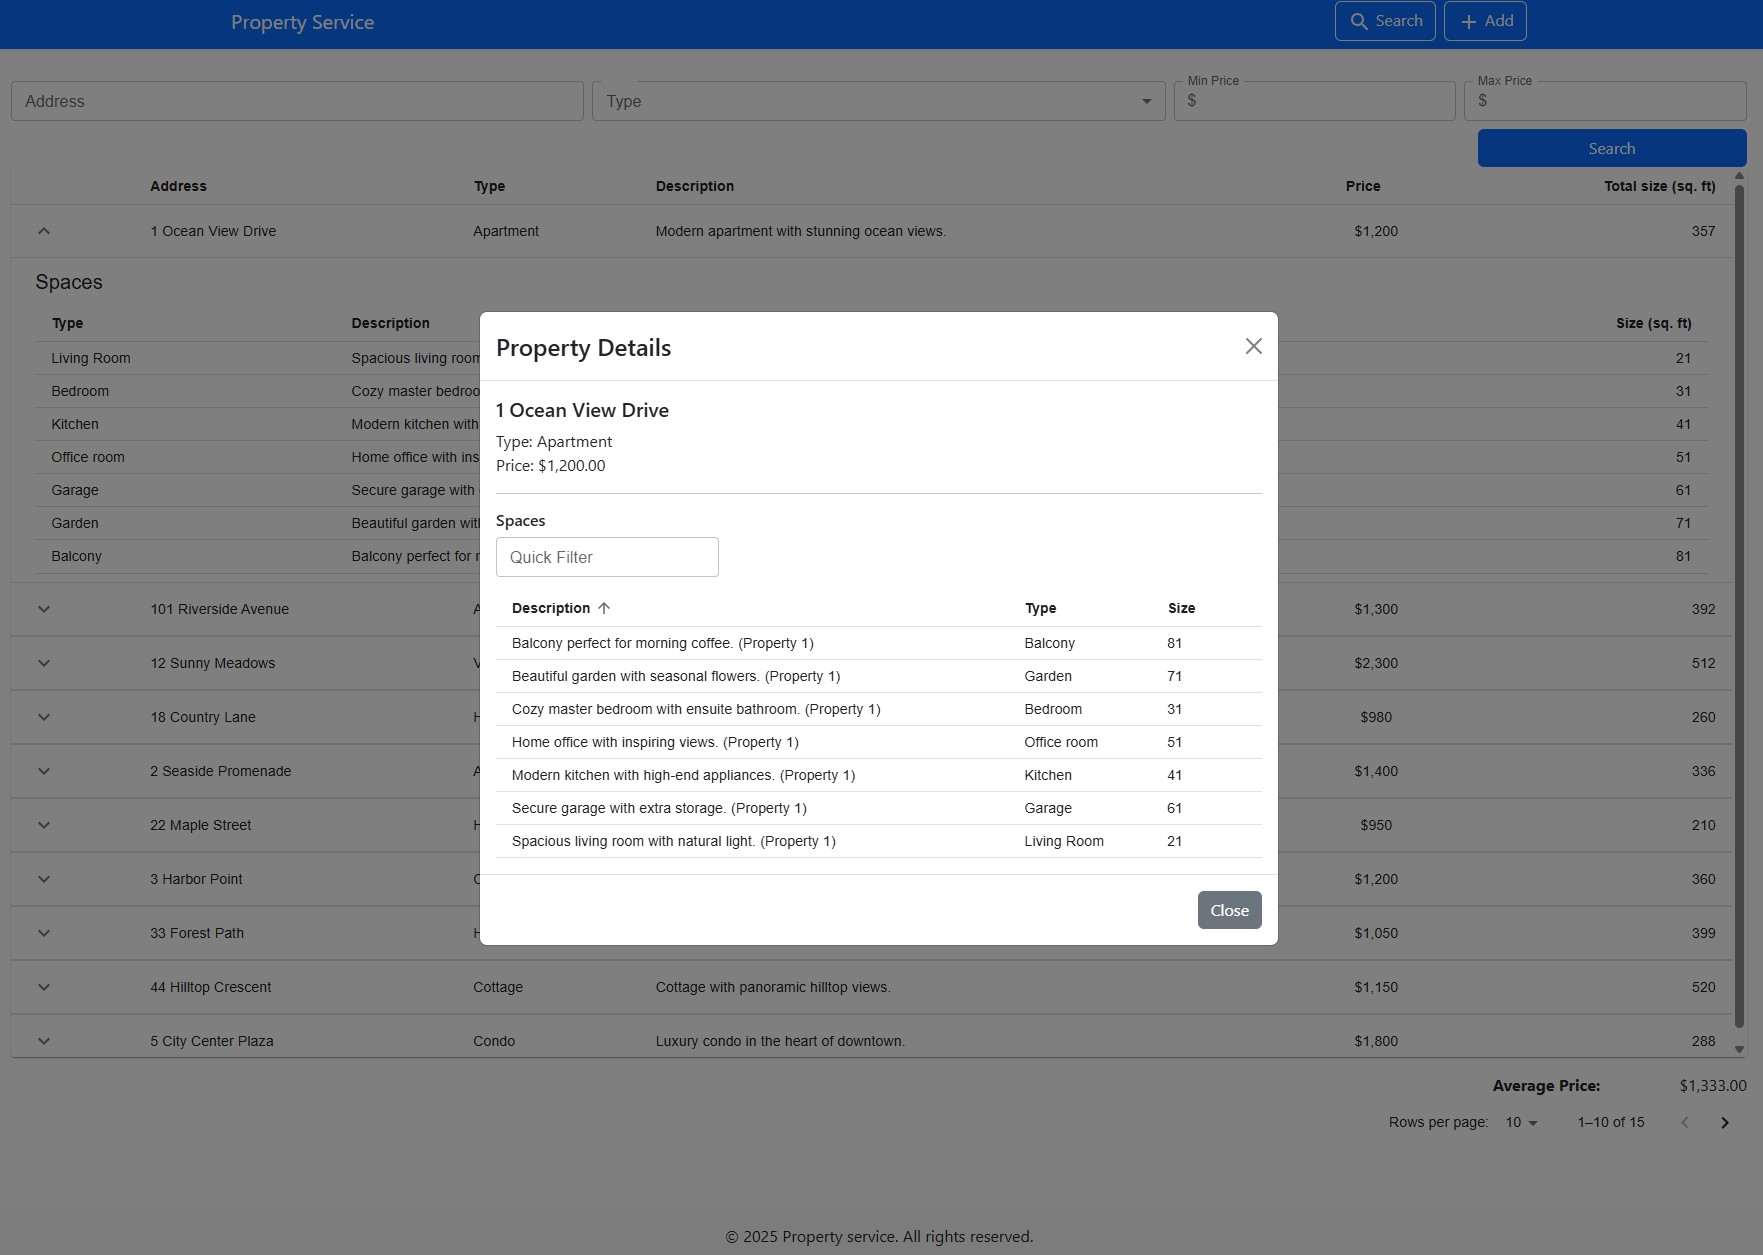 Property Service
Search
Add
Address
Type
Min Price
$
Max Price
$
Search
Address Type Description Price Total size (sq. ft)
1 Ocean View Drive Apartment Modern apartment with stunning ocean views. $1,200 357
Spaces
Type Description Size (sq. ft)
Living Room Spacious living room 21
Bedroom Cozy master 31
Kitchen Modern kitchen with 41
Office room Home office with 51
Garage Secure garage with 61
Garden Beautiful garden 71
Balcony Balcony perfect for 81
101 Riverside Avenue $1,300 392
12 Sunny Meadows $2,300 512
18 Country Lane $980 260
2 Seaside Promenade $1,400 336
22 Maple Street $950 210
3 Harbor Point $1,200 360
33 Forest Path $1,050 399
44 Hilltop Crescent Cottage Cottage with panoramic hilltop views. $1,150 520
5 City Center Plaza Condo Luxury condo in the heart of downtown. $1,800 288
Average Price: $1,333.00
Rows per page: 10 1–10 of 15
© 2025 Property service. All rights reserved.
Property Details
1 Ocean View Drive
Type: Apartment
Price: $1,200.00
Spaces
Quick Filter
Description Type Size
Balcony perfect for morning coffee. (Property 1) Balcony 81
Beautiful garden with seasonal flowers. (Property 1) Garden 71
Cozy master bedroom with ensuite bathroom. (Property 1) Bedroom 31
Home office with inspiring views. (Property 1) Office room 51
Modern kitchen with high-end appliances. (Property 1) Kitchen 41
Secure garage with extra storage. (Property 1) Garage 61
Spacious living room with natural light. (Property 1) Living Room 21
Close